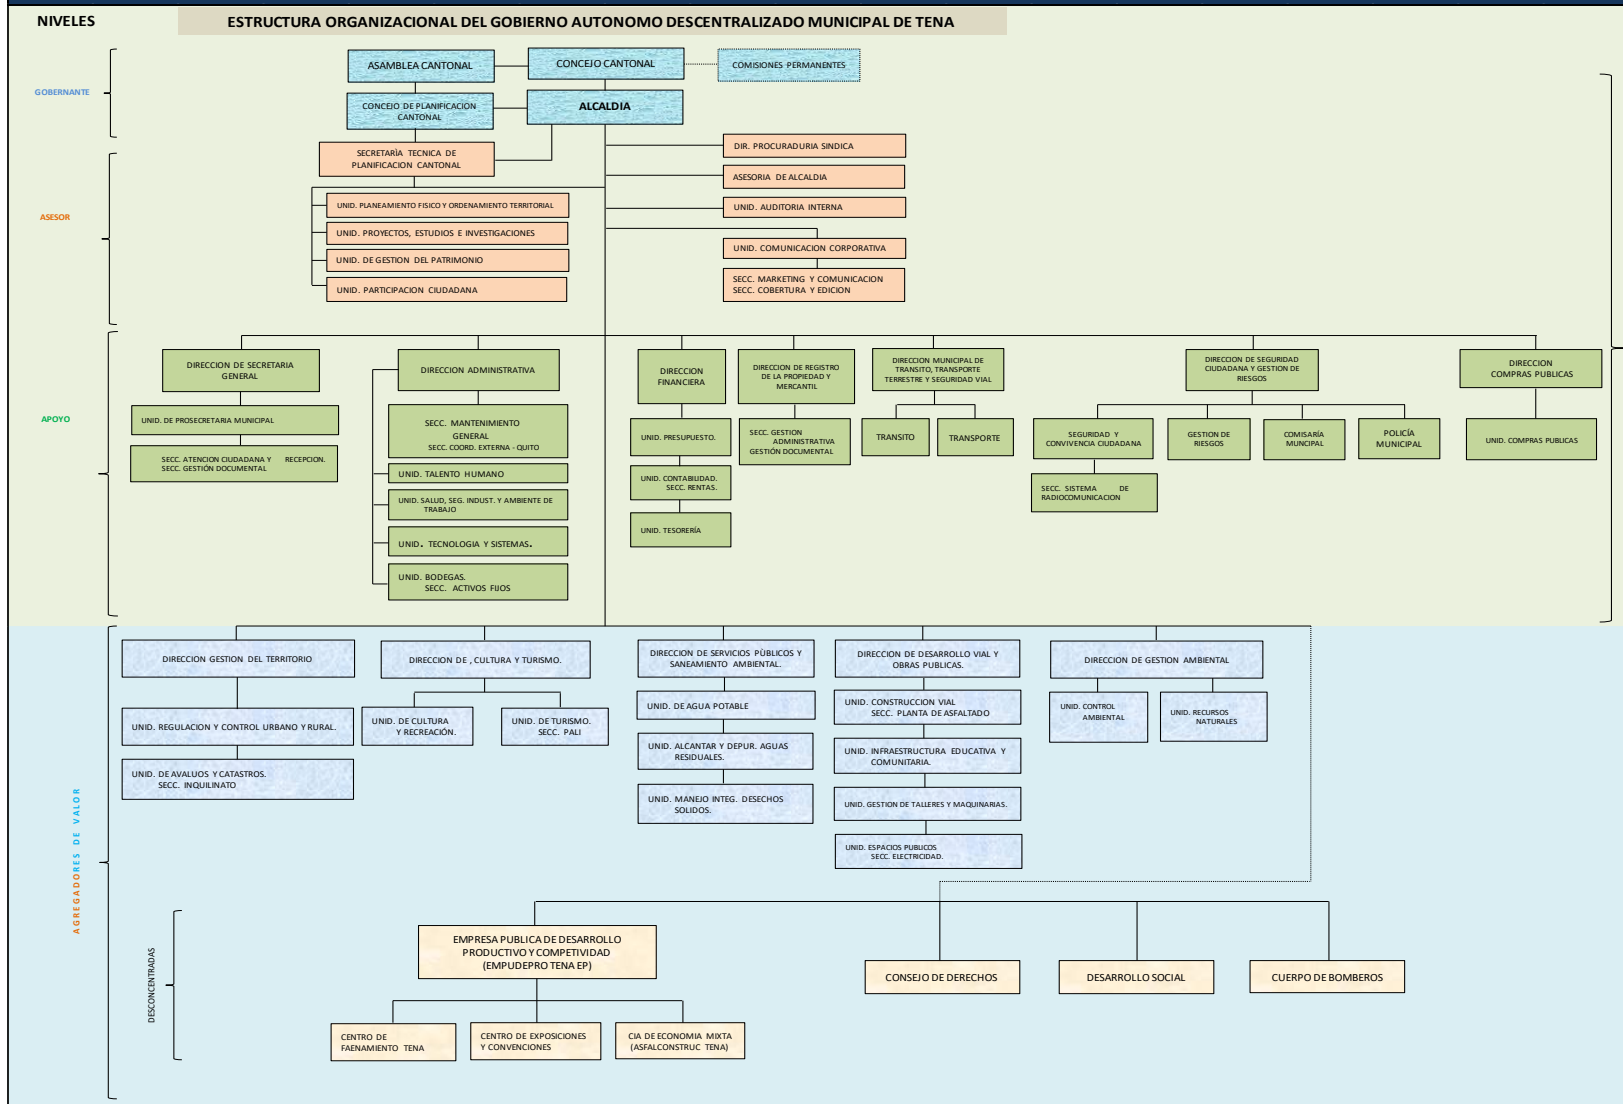 NIVELES
ESTRUCTURA ORGANIZACIONAL DEL GOBIERNO AUTONOMO DESCENTRALIZADO MUNICIPAL DE TENA
GOBERNANTE
ASAMBLEA CANTONAL
CONCEJO CANTONAL
COMISIONES PERMANENTES
CONCEJO DE PLANIFICACION
CANTONAL
ALCALDIA
ASESOR
SECRETARÌA TECNICA DE
PLANIFICACION CANTONAL
UNID. PLANEAMIENTO FISICO Y ORDENAMIENTO TERRITORIAL
UNID. PROYECTOS, ESTUDIOS E INVESTIGACIONES
UNID. DE GESTION DEL PATRIMONIO
UNID. PARTICIPACION CIUDADANA
DIR. PROCURADURIA SINDICA
ASESORIA DE ALCALDIA
UNID. AUDITORIA INTERNA
UNID. COMUNICACION CORPORATIVA
SECC. MARKETING Y COMUNICACION
SECC. COBERTURA Y EDICION
APOYO
DIRECCION DE SECRETARIA
GENERAL
UNID. DE PROSECRETARIA MUNICIPAL
SECC. ATENCION CIUDADANA Y RECEPCION.
SECC. GESTIÓN DOCUMENTAL
DIRECCION ADMINISTRATIVA
SECC. MANTENIMIENTO
GENERAL
SECC. COORD. EXTERNA - QUITO
UNID. TALENTO HUMANO
UNID. SALUD, SEG. INDUST. Y AMBIENTE DE
TRABAJO
UNID. TECNOLOGIA Y SISTEMAS.
UNID. BODEGAS.
SECC. ACTIVOS FIJOS
DIRECCION
FINANCIERA
UNID. PRESUPUESTO.
UNID. CONTABILIDAD.
SECC. RENTAS.
UNID. TESORERÍA
DIRECCION DE REGISTRO
DE LA PROPIEDAD Y
MERCANTIL
SECC. GESTION
ADMINISTRATIVA
GESTIÓN DOCUMENTAL
DIRECCION MUNICIPAL DE
TRANSITO, TRANSPORTE
TERRESTRE Y SEGURIDAD VIAL
TRANSITO
TRANSPORTE
DIRECCION DE SEGURIDAD
CIUDADANA Y GESTION DE
RIESGOS
SEGURIDAD Y
CONVIVENCIA CIUDADANA
SECC. SISTEMA DE
RADIOCOMUNICACION
GESTION DE
RIESGOS
COMISARÍA
MUNCIPAL
POLICÍA
MUNICIPAL
DIRECCION
COMPRAS PUBLICAS
UNID. COMPRAS PUBLICAS
AGREGADORES DE VALOR
DIRECCION GESTION DEL TERRITORIO
UNID. REGULACION Y CONTROL URBANO Y RURAL.
UNID. DE AVALUOS Y CATASTROS.
SECC. INQUILINATO
DIRECCION DE , CULTURA Y TURISMO.
UNID. DE CULTURA
Y RECREACIÓN.
UNID. DE TURISMO.
SECC. PALI
DIRECCION DE SERVICIOS PÚBLICOS Y
SANEAMIENTO AMBIENTAL.
UNID. DE AGUA POTABLE
UNID. ALCANTAR Y DEPUR. AGUAS
RESIDUALES.
UNID. MANEJO INTEG. DESECHOS
SOLIDOS.
DIRECCION DE DESARROLLO VIAL Y
OBRAS PUBLICAS.
UNID. CONSTRUCCION VIAL
SECC. PLANTA DE ASFALTADO
UNID. INFRAESTRUCTURA EDUCATIVA Y
COMUNITARIA.
UNID. GESTION DE TALLERES Y MAQUINARIAS.
UNID. ESPACIOS PUBLICOS
SECC. ELECTRICIDAD.
DIRECCION DE GESTION AMBIENTAL
UNID. CONTROL
AMBIENTAL
UNID. RECURSOS
NATURALES
DESCONCENTRADAS
EMPRESA PUBLICA DE DESARROLLO
PRODUCTIVO Y COMPETIVIDAD
(EMPUDEPRO TENA EP)
CENTRO DE
FAENAMIENTO TENA
CENTRO DE EXPOSICIONES
Y CONVENCIONES
CIA DE ECONOMIA MIXTA
(ASFALCONSTRUC TENA)
CONSEJO DE DERECHOS
DESARROLLO SOCIAL
CUERPO DE BOMBEROS